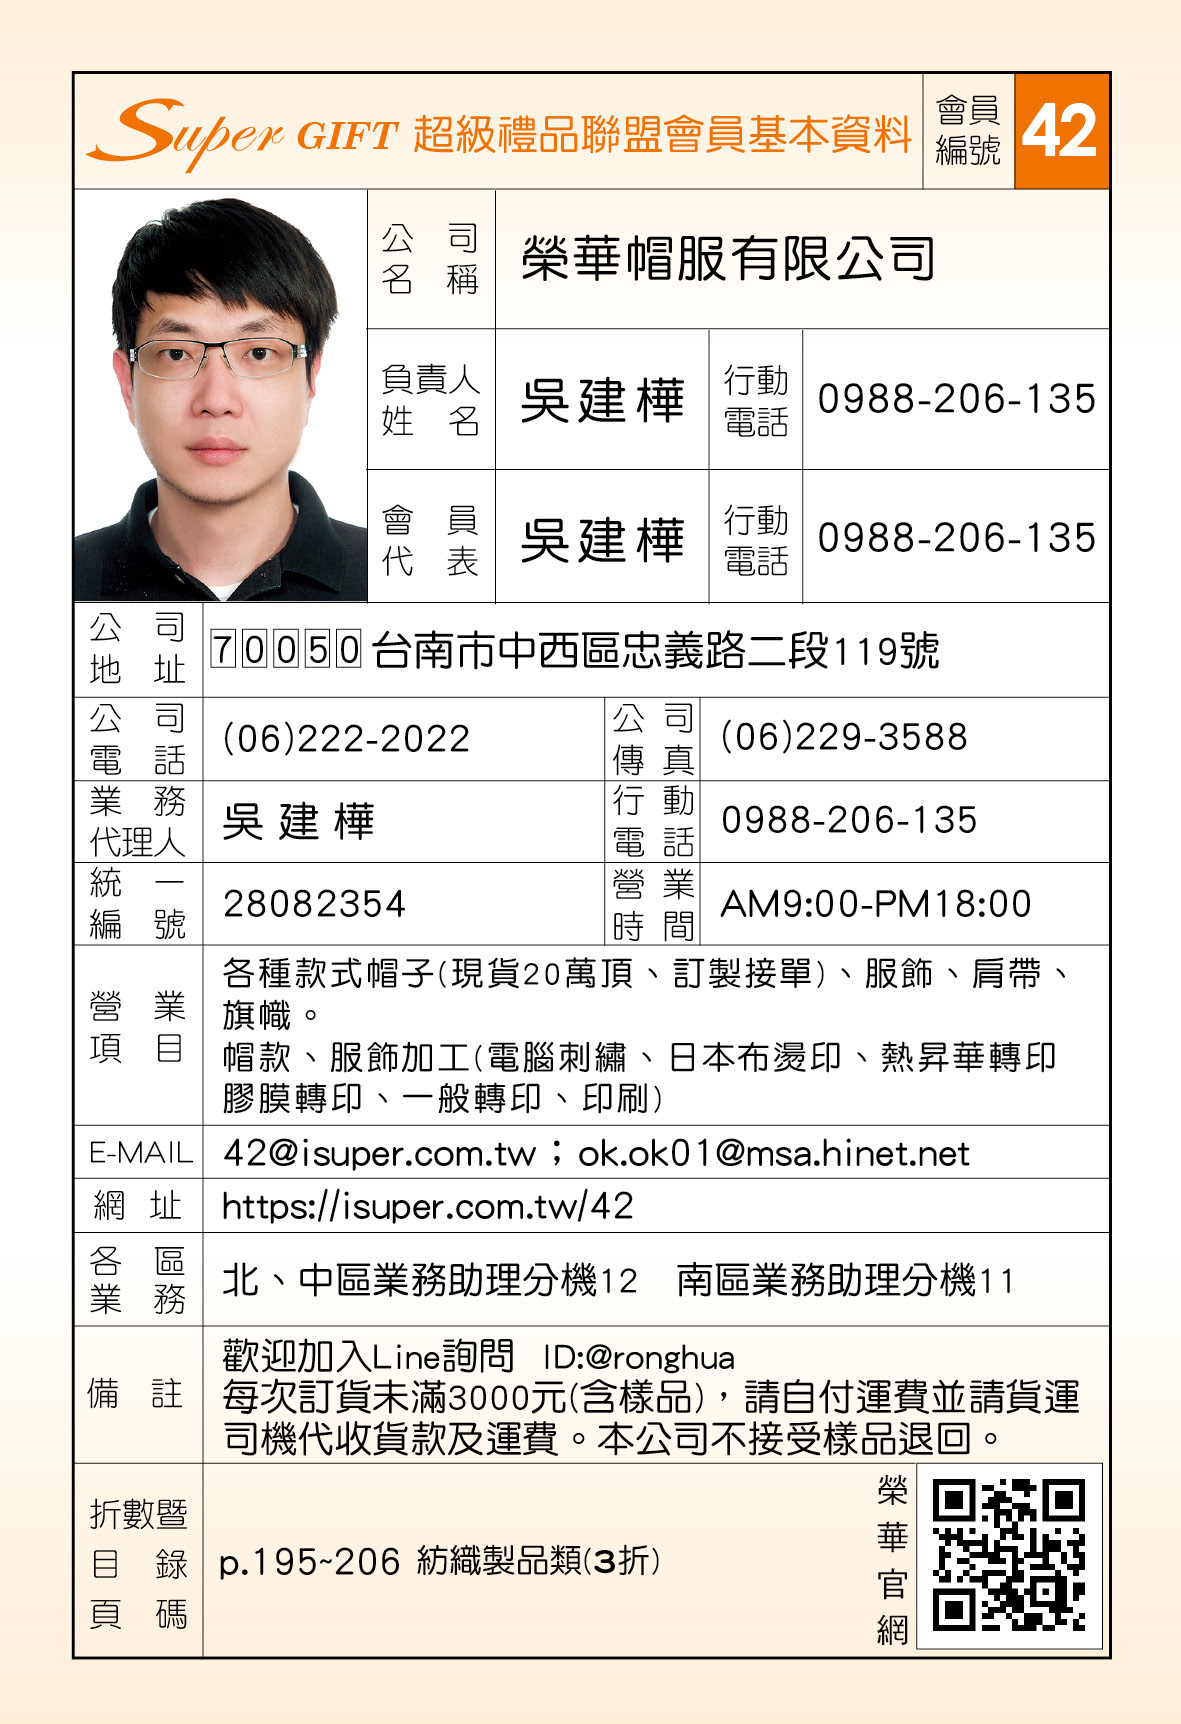 Super GIFT 超級禮品聯盟會員基本資料
會員
編號
42
公司
名稱
榮華帽服有限公司
負責人
姓名
吳建樺
行動
電話
0988-206-135
會員
代表
吳建樺
行動
電話
0988-206-135
公司
地址
70050 台南市中西區忠義路二段119號
公司
電話
(06)222-2022
公司
傳真
(06)229-3588
業務
代理人
吳建樺
行動
電話
0988-206-135
統一
編號
28082354
營業
時間
AM9:00-PM18:00
營業
項目
各種款式帽子(現貨20萬頂、訂製接單)、服飾、肩帶、
旗幟。
帽款、服飾加工(電腦刺繡、日本布燙印、熱昇華轉印
膠膜轉印、一般轉印、印刷)
E-MAIL
42@isuper.com.tw；ok.ok01@msa.hinet.net
網址
https://isuper.com.tw/42
各區
業務
北、中區業務助理分機12　南區業務助理分機11
備註
歡迎加入Line詢問 ID:@ronghua
每次訂貨未滿3000元(含樣品)，請自付運費並請貨運
司機代收貨款及運費。本公司不接受樣品退回。
折數暨
目錄
頁碼
p.195~206 紡織製品類(3折)
榮華官網